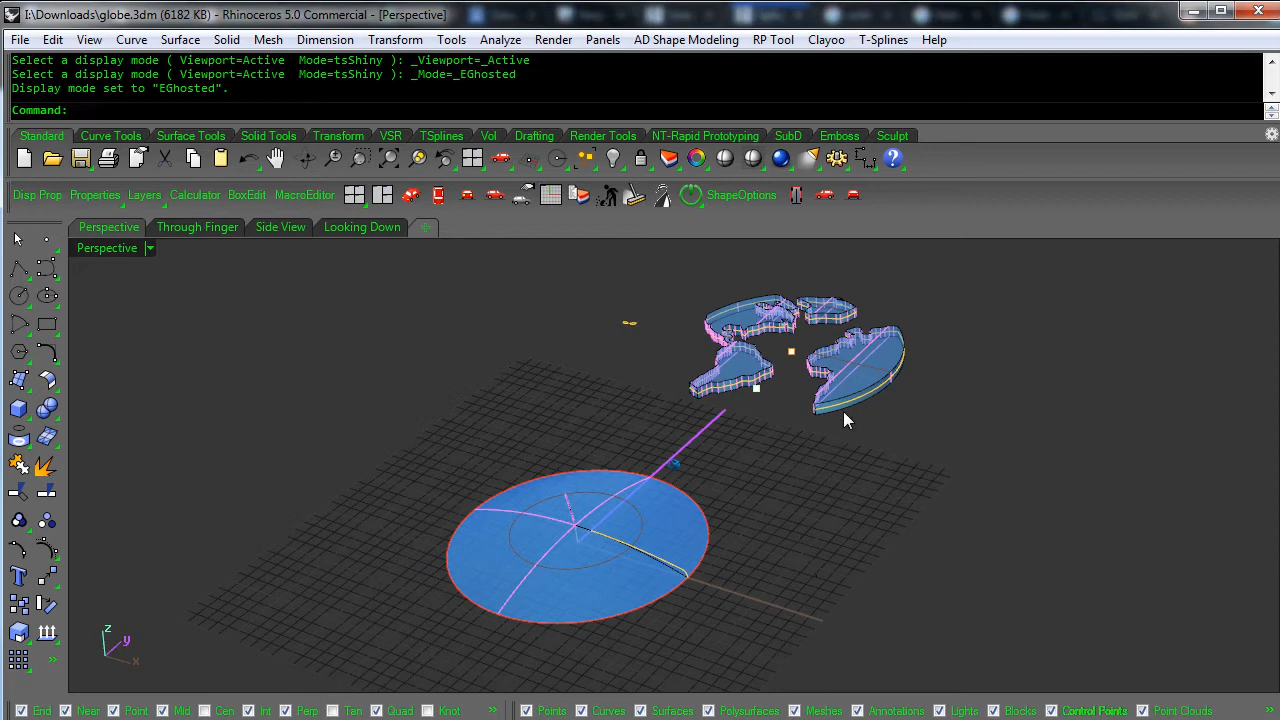 I:\Downloads\globe.3dm (6182 KB) - Rhinoceros 5.0 Commercial - [Perspective]
File Edit View Curve Surface Solid Mesh Dimension Transform Tools Analyze Render Panels AD Shape Modeling RP Tool Clayoo T-Splines Help
Select a display mode ( Viewport=Active Mode=tsShiny ): _Viewport=_Active
Select a display mode ( Viewport=Active Mode=tsShiny ): _Mode=_EGhosted
Display mode set to "EGhosted".
Command:
Standard Curve Tools Surface Tools Solid Tools Transform VSR TSplines Vol Drafting Render Tools NT-Rapid Prototyping SubD Emboss Sculpt
Disp Prop Properties Layers Calculator BoxEdit MacroEditor ShapeOptions
Perspective Through Finger Side View Looking Down
Perspective
z
y
x
End Near Point Mid Cen Int Perp Tan Quad Knot » Points Curves Surfaces Polysurfaces Meshes Annotations Lights Blocks Control Points Point Clouds »